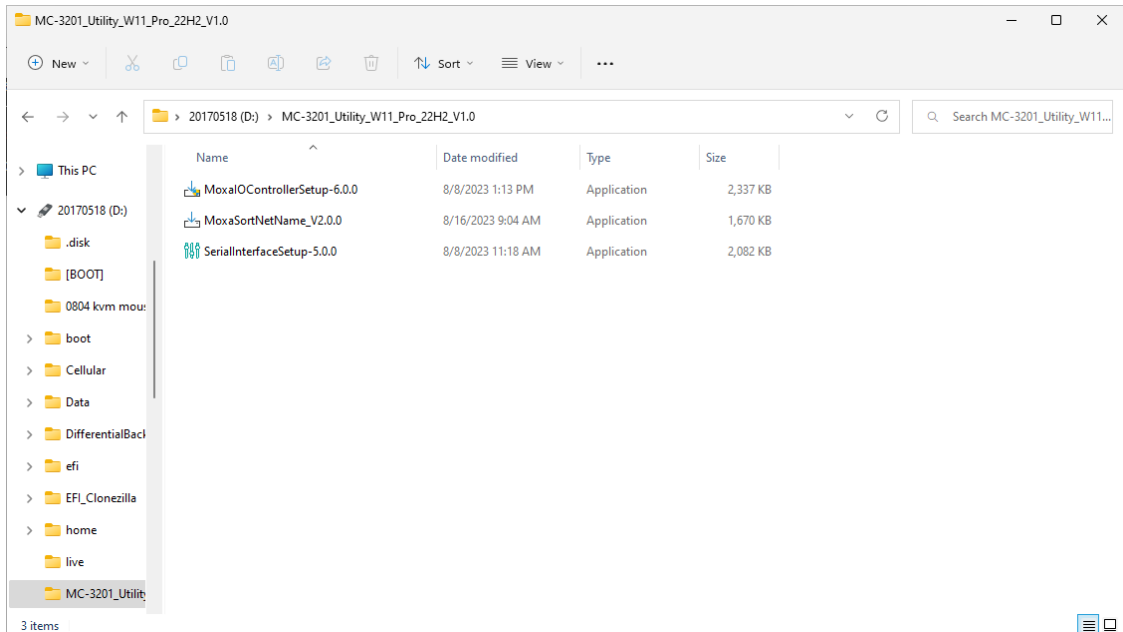 MC-3201_Utility_W11_Pro_22H2_V1.0
New
Sort
View
20170518 (D:) > MC-3201_Utility_W11_Pro_22H2_V1.0
Search MC-3201_Utility_W11...
Name Date modified Type Size
MoxaIOControllerSetup-6.0.0 8/8/2023 1:13 PM Application 2,337 KB
MoxaSortNetName_V2.0.0 8/16/2023 9:04 AM Application 1,670 KB
SerialInterfaceSetup-5.0.0 8/8/2023 11:18 AM Application 2,082 KB
This PC
20170518 (D:)
.disk
[BOOT]
0804 kvm mou
boot
Cellular
Data
DifferentialBack
efi
EFI_Clonezilla
home
live
MC-3201_Utility
3 items